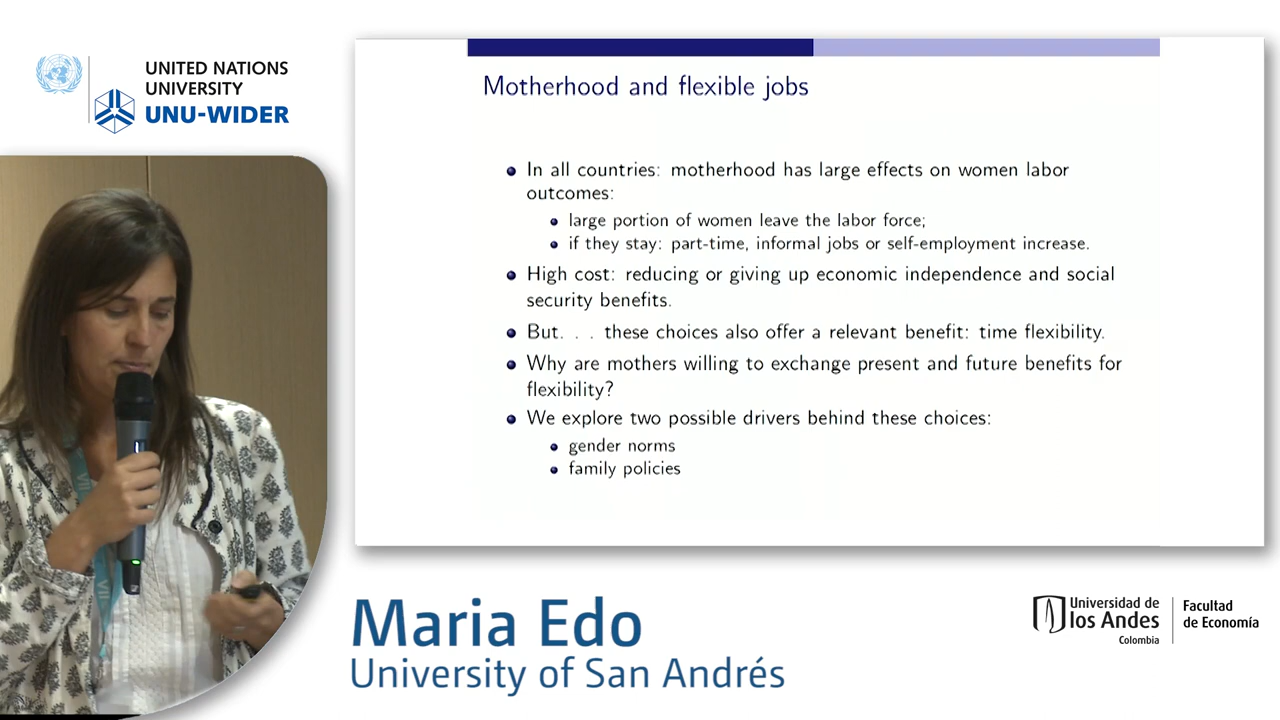 UNITED NATIONS
UNIVERSITY
UNU-WIDER
Motherhood and flexible jobs
In all countries: motherhood has large effects on women labor
outcomes:
large portion of women leave the labor force;
if they stay: part-time, informal jobs or self-employment increase.
High cost: reducing or giving up economic independence and social
security benefits.
But. . . these choices also offer a relevant benefit: time flexibility.
Why are mothers willing to exchange present and future benefits for
flexibility?
We explore two possible drivers behind these choices:
gender norms
family policies
Maria Edo
University of San Andrés
Universidad de
los Andes
Colombia
Facultad
de Economía